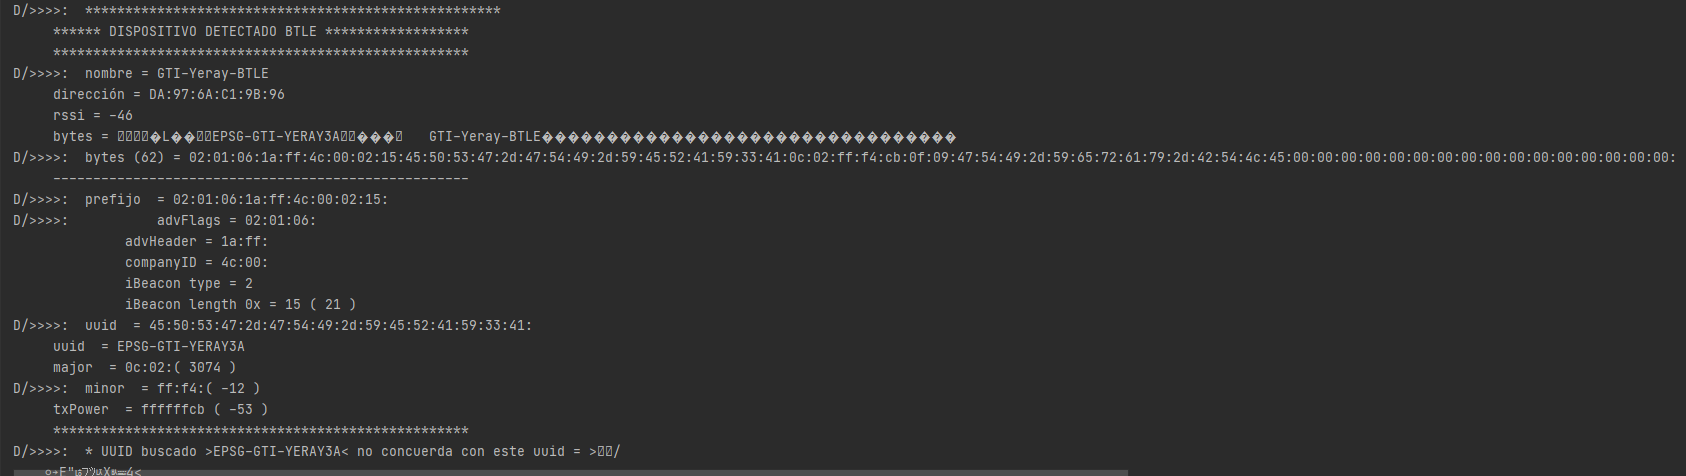 D/>>>>:  ****************************************************
     ****** DISPOSITIVO DETECTADO BTLE ******************
     ****************************************************
D/>>>>:  nombre = GTI-Yeray-BTLE
     dirección = DA:97:6A:C1:9B:96
     rssi = -46
     bytes = �L��EPSG-GTI-YERAY3A���   GTI-Yeray-BTLE�����������������������������������
D/>>>>:  bytes (62) = 02:01:06:1a:ff:4c:00:02:15:45:50:53:47:2d:47:54:49:2d:59:45:52:41:59:33:41:0c:02:ff:f4:cb:0f:09:47:54:49:2d:59:65:72:61:79:2d:42:54:4c:45:00:00:00:00:00:00:00:00:00:00:00:00:00:00:00:00:
     ----------------------------------------------------
D/>>>>:  prefijo  = 02:01:06:1a:ff:4c:00:02:15:
D/>>>>:           advFlags = 02:01:06:
              advHeader = 1a:ff:
              companyID = 4c:00:
              iBeacon type = 2
              iBeacon length 0x = 15 ( 21 )
D/>>>>:  uuid  = 45:50:53:47:2d:47:54:49:2d:59:45:52:41:59:33:41:
     uuid  = EPSG-GTI-YERAY3A
     major  = 0c:02:( 3074 )
D/>>>>:  minor  = ff:f4:( -12 )
     txPower  = ffffffcb ( -53 )
     ****************************************************
D/>>>>:  * UUID buscado >EPSG-GTI-YERAY3A< no concuerda con este uuid = >/